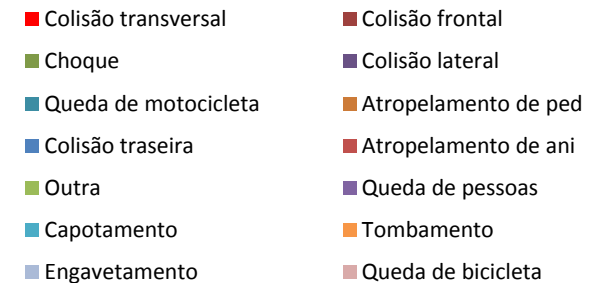 Colisão transversal Colisão frontal
Choque Colisão lateral
Queda de motocicleta Atropelamento de ped
Colisão traseira Atropelamento de ani
Outra Queda de pessoas
Capotamento Tombamento
Engavetamento Queda de bicicleta